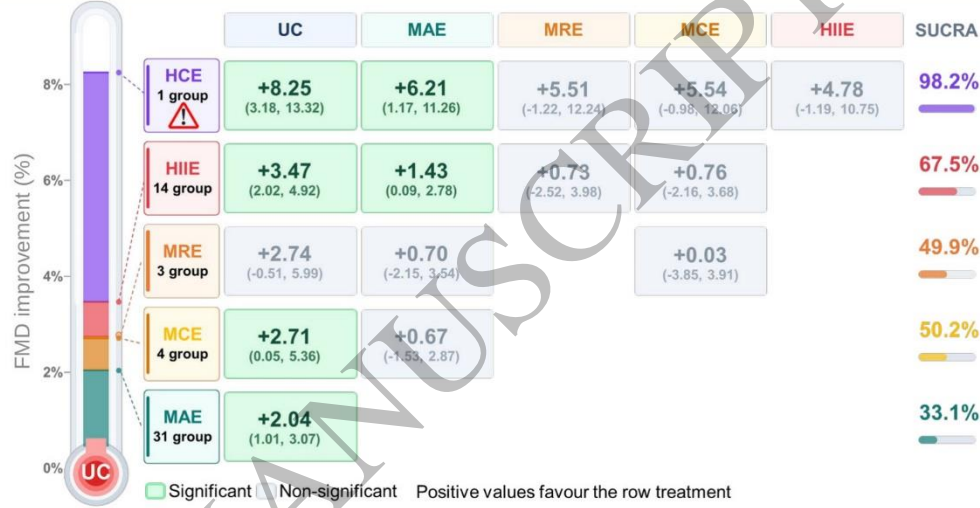 UC MAE MRE MCE HIIE SUCRA
FMD improvement (%)
8%
6%
4%
2%
0%
UC
HCE
1 group
+8.25
(3.18, 13.32)
+6.21
(1.17, 11.26)
+5.51
(-1.22, 12.24)
+5.54
(-0.98, 12.06)
+4.78
(-1.19, 10.75)
98.2%
HIIE
14 group
+3.47
(2.02, 4.92)
+1.43
(0.09, 2.78)
+0.73
(-2.52, 3.98)
+0.76
(-2.16, 3.68)
67.5%
MRE
3 group
+2.74
(-0.51, 5.99)
+0.70
(-2.15, 3.54)
+0.03
(-3.85, 3.91)
49.9%
MCE
4 group
+2.71
(0.05, 5.36)
+0.67
(-1.53, 2.87)
50.2%
MAE
31 group
+2.04
(1.01, 3.07)
33.1%
Significant Non-significant Positive values favour the row treatment
MANUSCRIPT